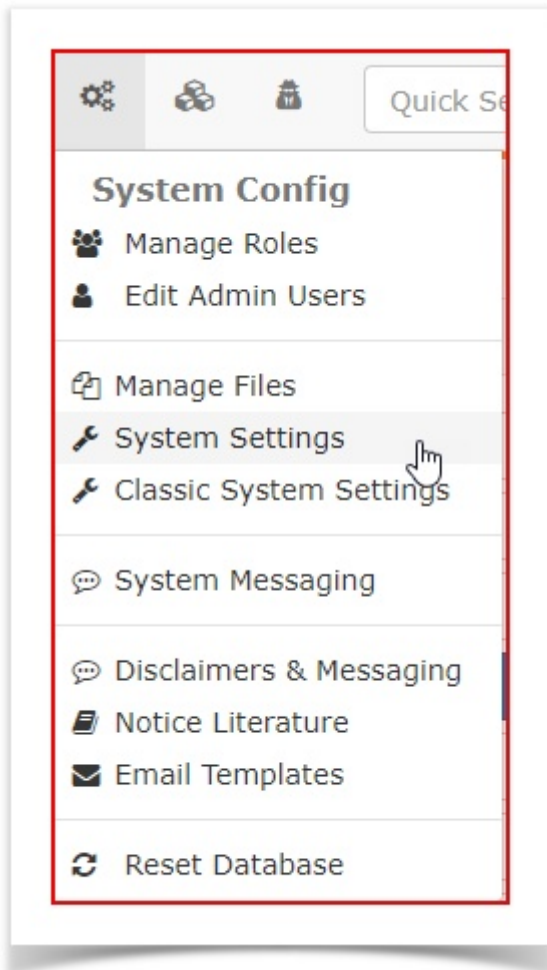 Quick Se
System Config
Manage Roles
Edit Admin Users
Manage Files
System Settings
Classic System Settings
System Messaging
Disclaimers & Messaging
Notice Literature
Email Templates
Reset Database